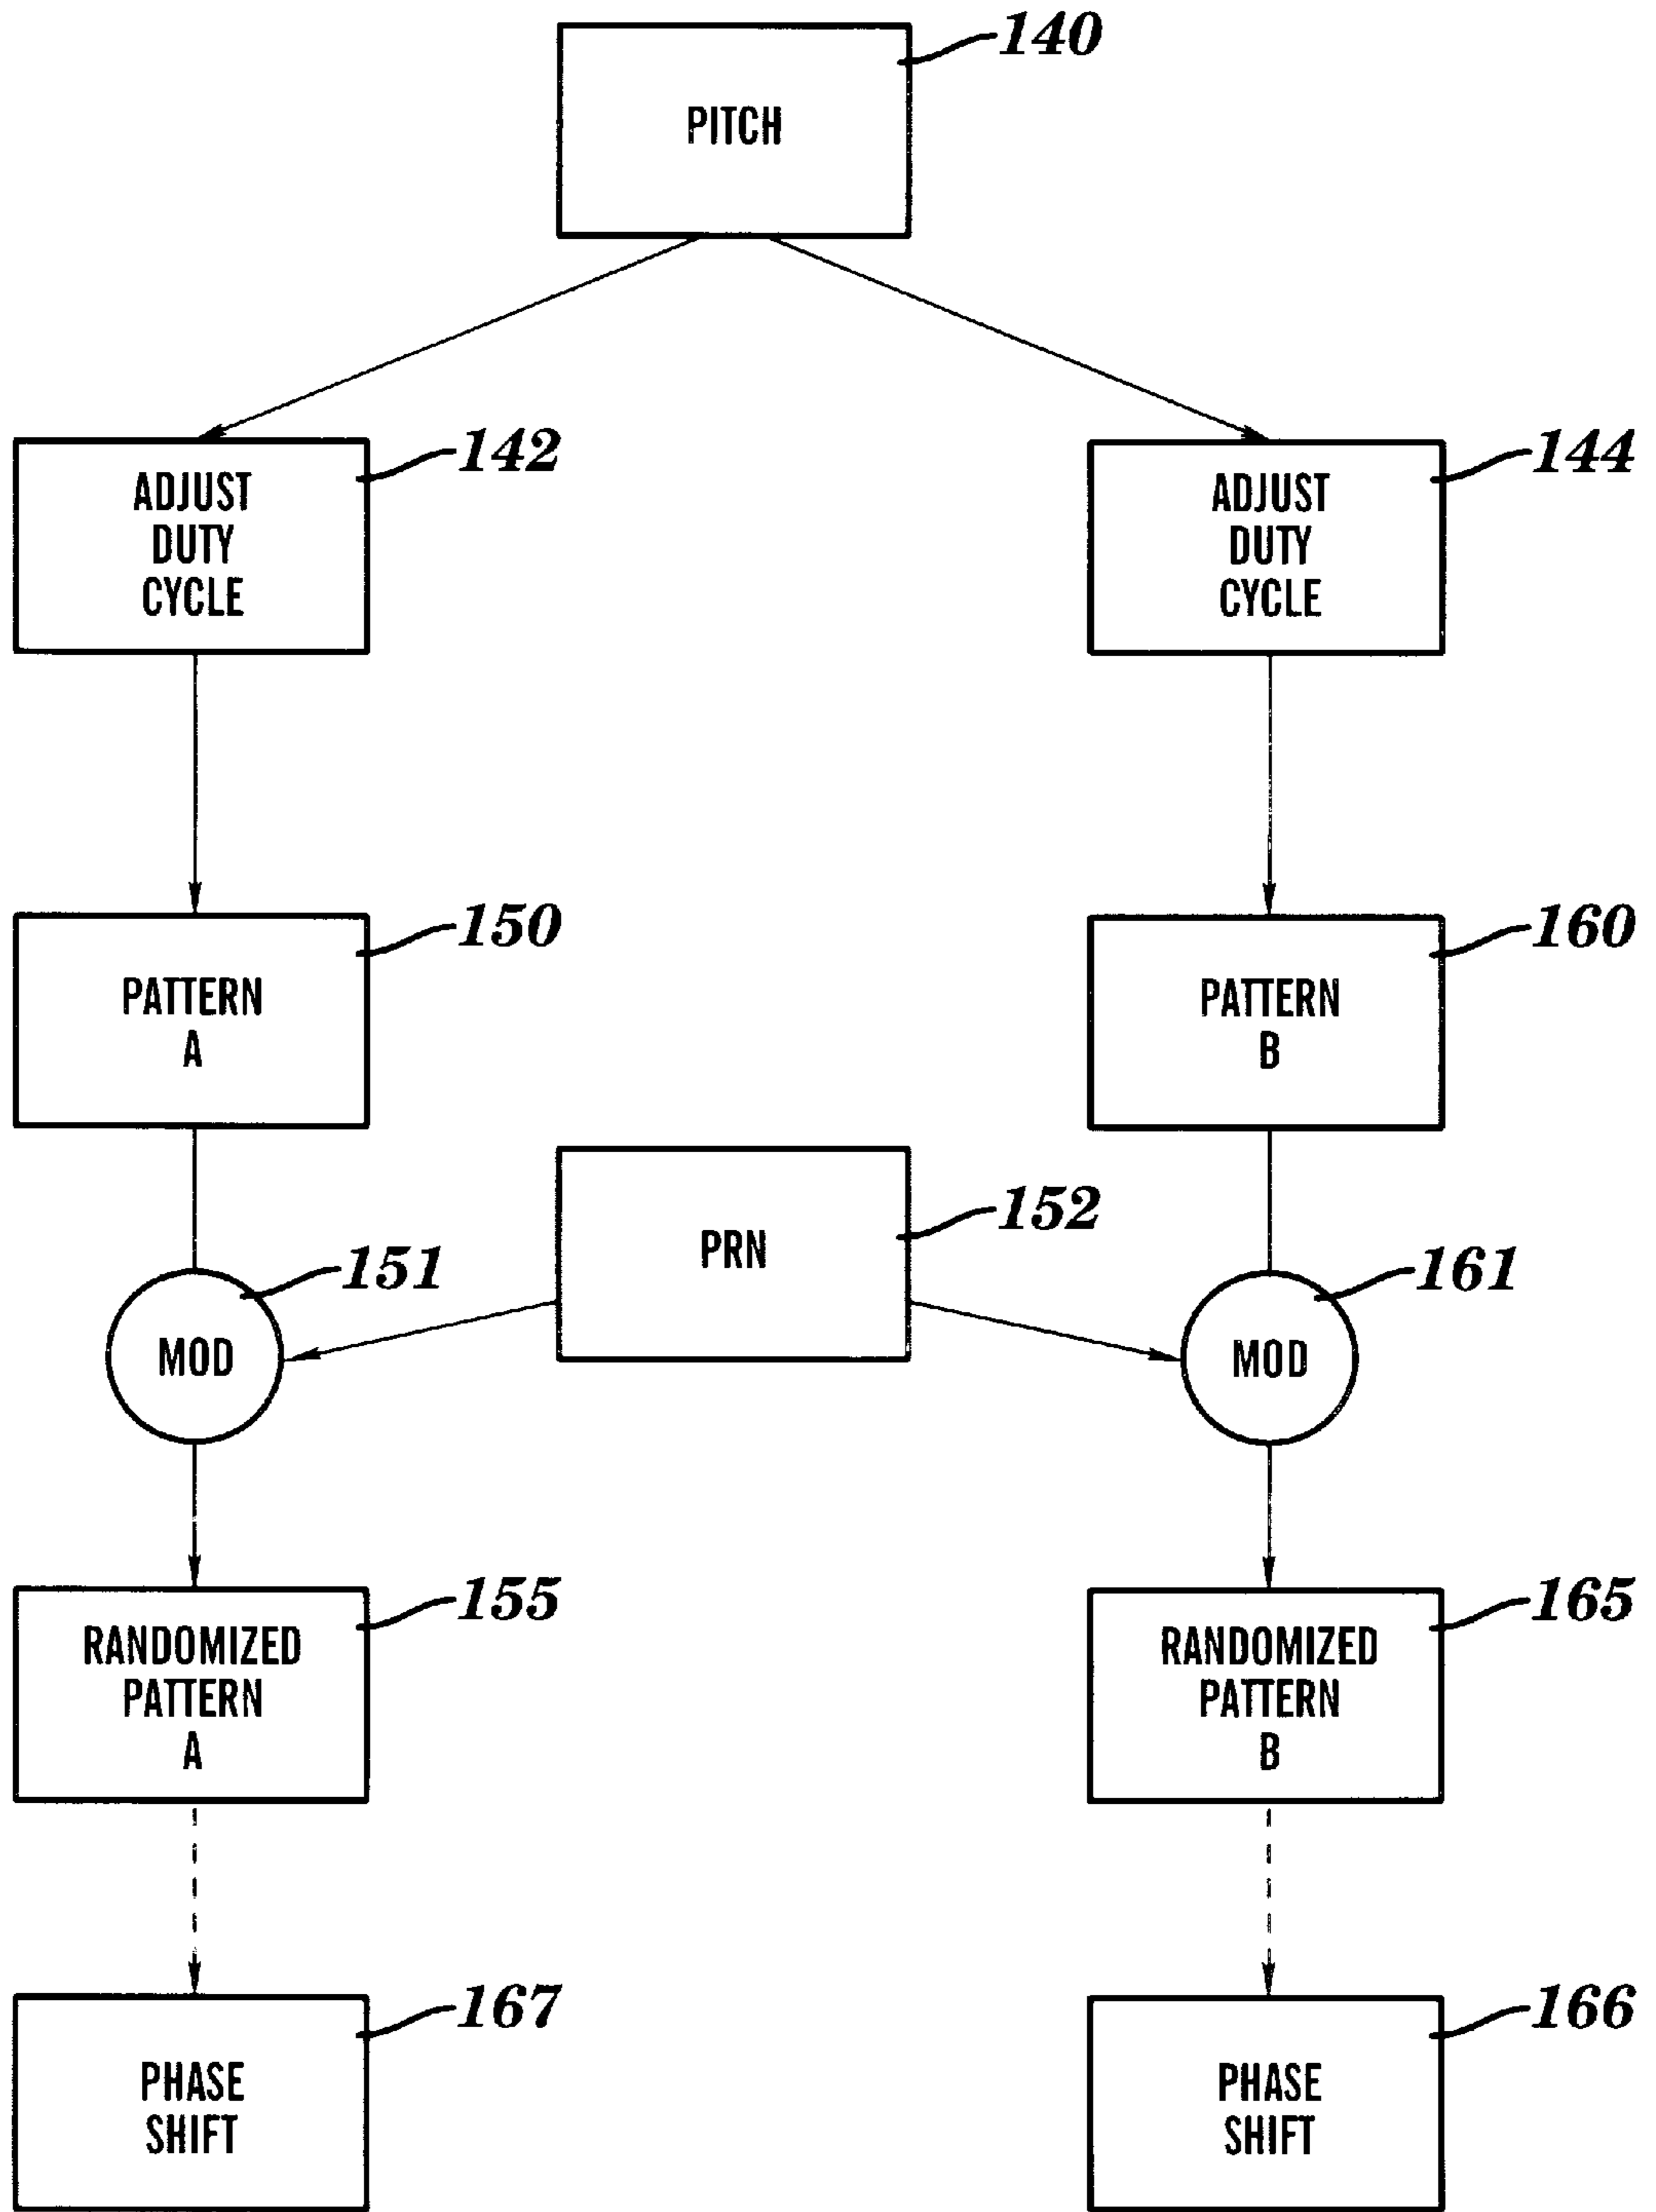 140
PITCH
142
ADJUST
DUTY
CYCLE
144
ADJUST
DUTY
CYCLE
150
PATTERN
A
160
PATTERN
B
152
PRN
151
MOD
161
MOD
155
RANDOMIZED
PATTERN
A
165
RANDOMIZED
PATTERN
B
167
PHASE
SHIFT
166
PHASE
SHIFT